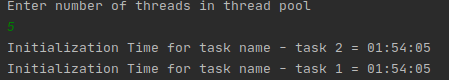 Enter number of threads in thread pool
5
Initialization Time for task name - task 2 = 01:54:05
Initialization Time for task name - task 1 = 01:54:05